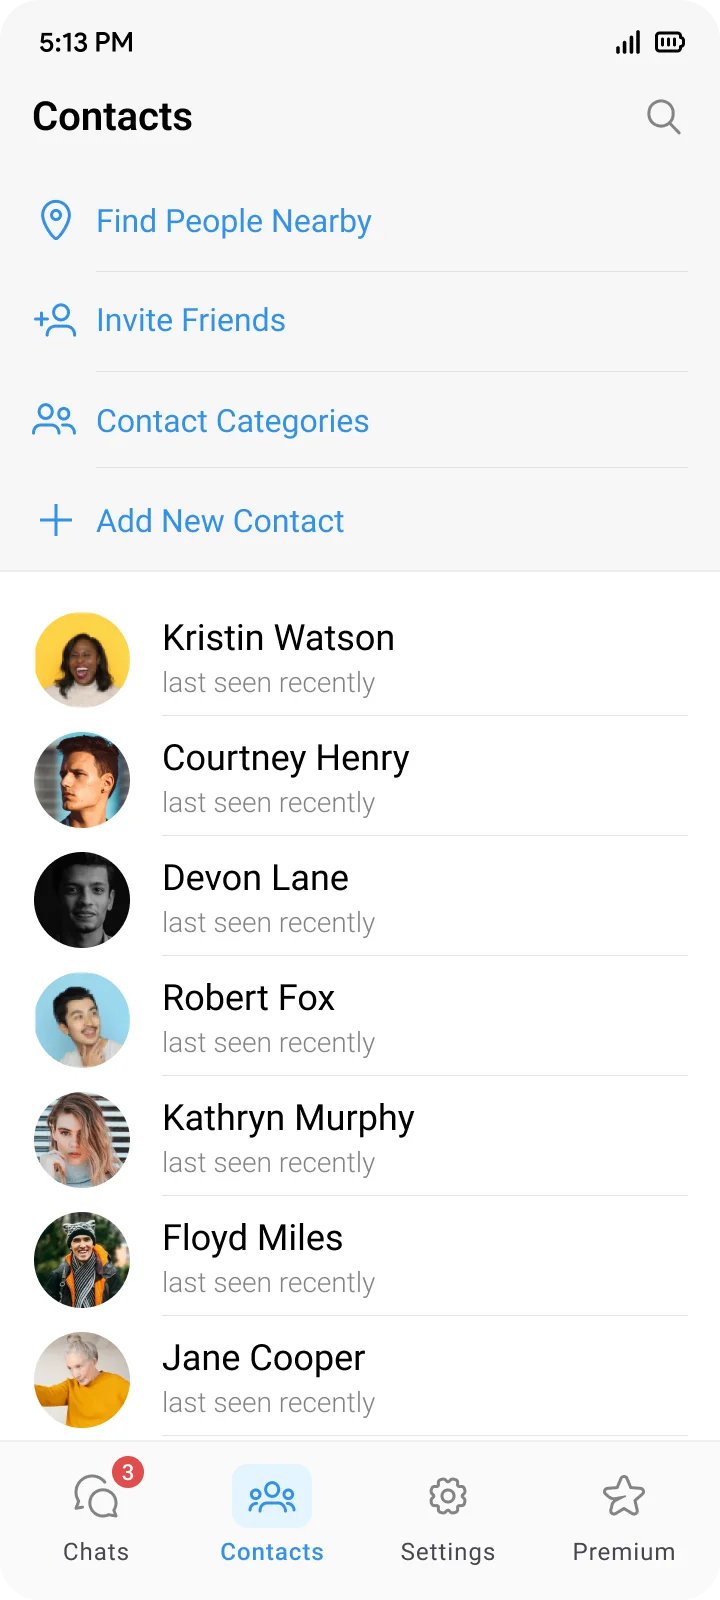 5:13 PM
Contacts
Find People Nearby
Invite Friends
Contact Categories
Add New Contact
Kristin Watson
last seen recently
Courtney Henry
last seen recently
Devon Lane
last seen recently
Robert Fox
last seen recently
Kathryn Murphy
last seen recently
Floyd Miles
last seen recently
Jane Cooper
last seen recently
3
Chats
Contacts
Settings
Premium